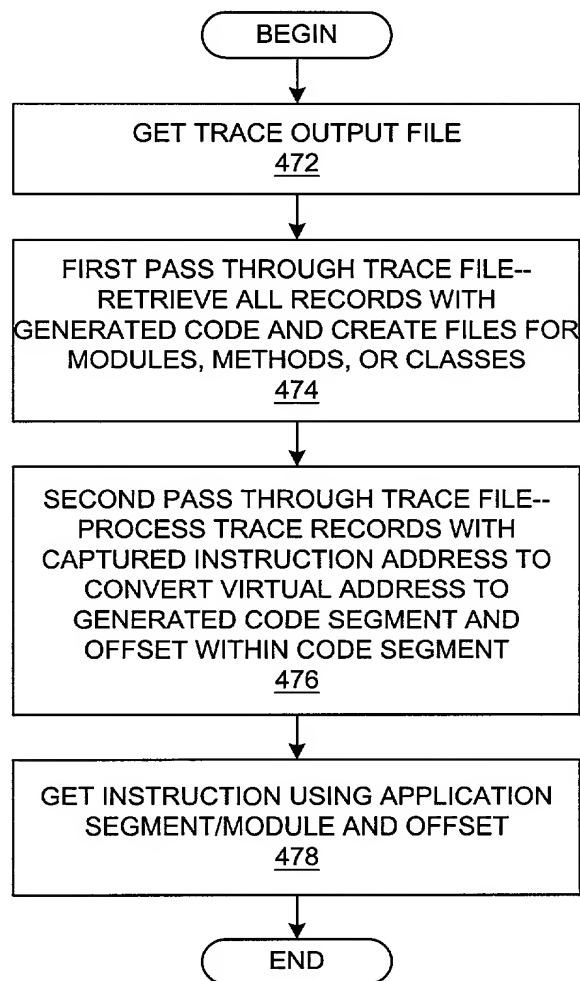 BEGIN
GET TRACE OUTPUT FILE
472
FIRST PASS THROUGH TRACE FILE--
RETRIEVE ALL RECORDS WITH
GENERATED CODE AND CREATE FILES FOR
MODULES, METHODS, OR CLASSES
474
SECOND PASS THROUGH TRACE FILE--
PROCESS TRACE RECORDS WITH
CAPTURED INSTRUCTION ADDRESS TO
CONVERT VIRTUAL ADDRESS TO
GENERATED CODE SEGMENT AND
OFFSET WITHIN CODE SEGMENT
476
GET INSTRUCTION USING APPLICATION
SEGMENT/MODULE AND OFFSET
478
END